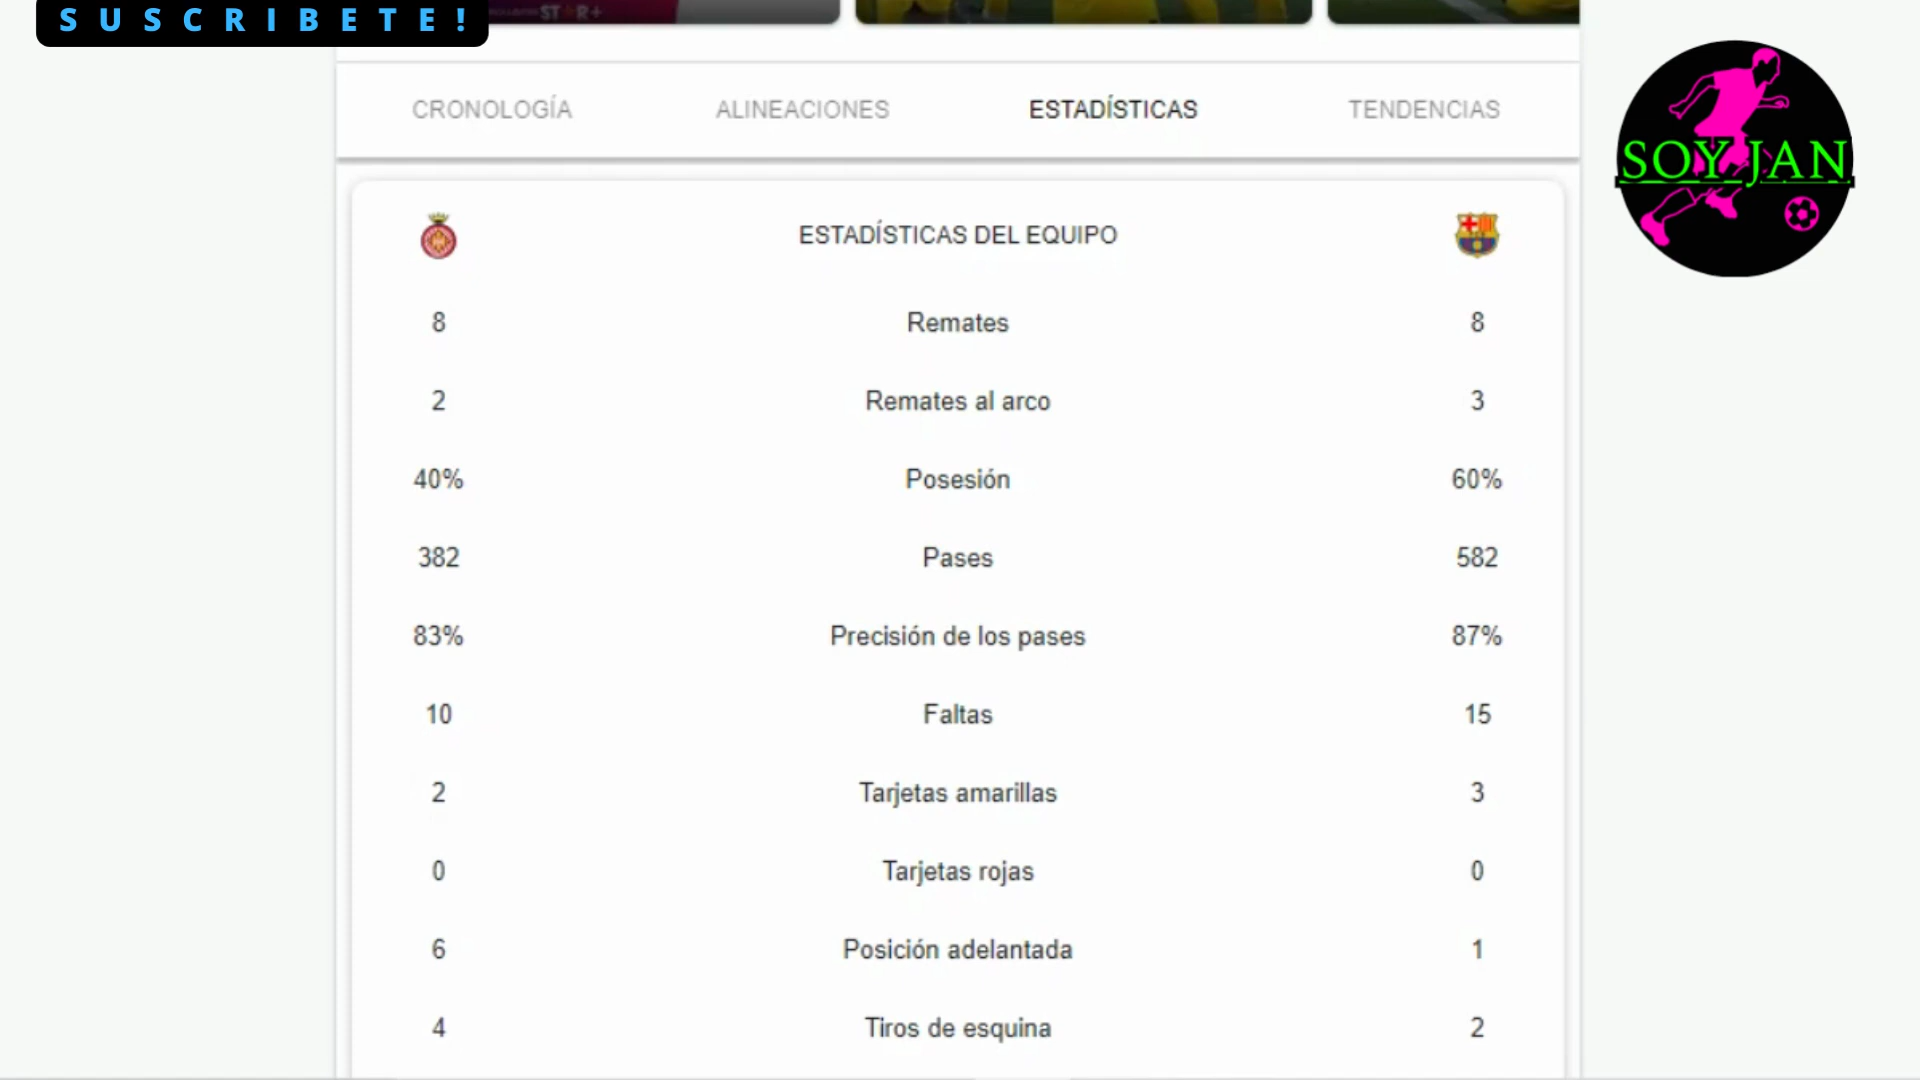 SUSCRIBETE!
ST★R+
CRONOLOGÍA ALINEACIONES ESTADÍSTICAS TENDENCIAS
SOY JAN
ESTADÍSTICAS DEL EQUIPO
8 Remates 8
2 Remates al arco 3
40% Posesión 60%
382 Pases 582
83% Precisión de los pases 87%
10 Faltas 15
2 Tarjetas amarillas 3
0 Tarjetas rojas 0
6 Posición adelantada 1
4 Tiros de esquina 2